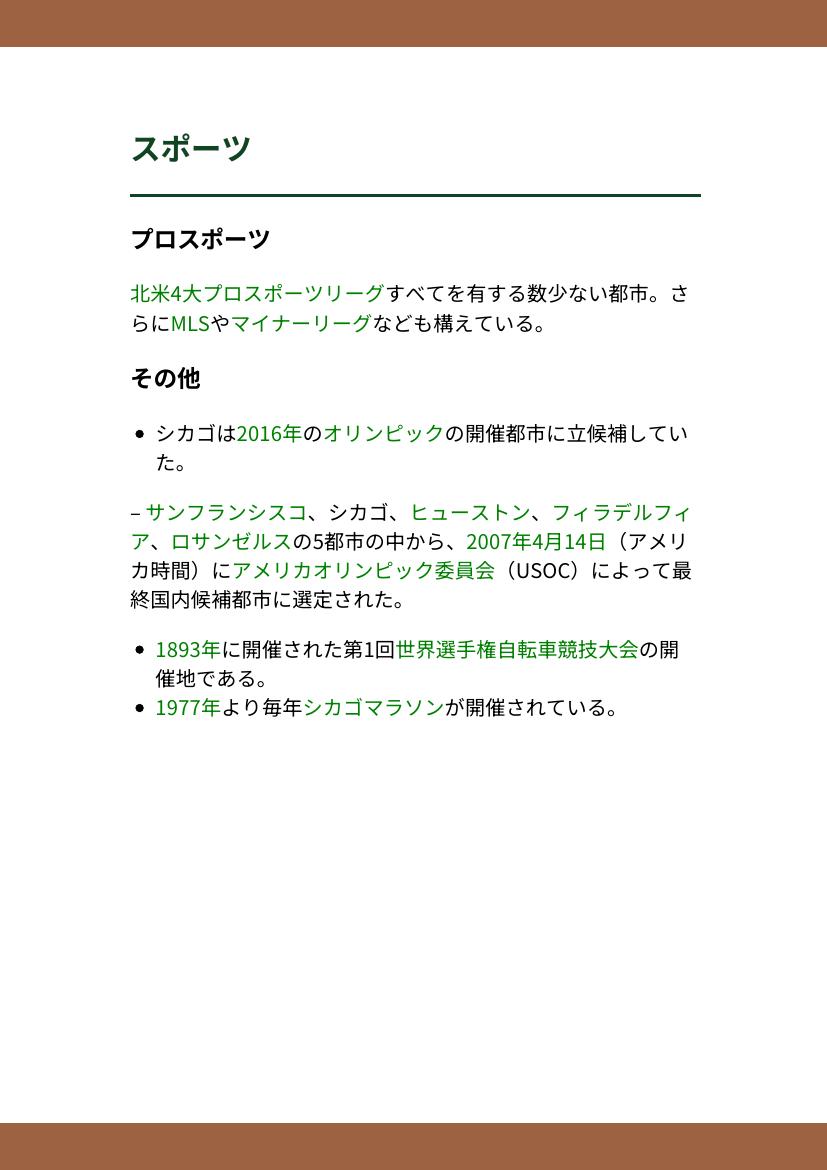 スポーツ
プロスポーツ
北米4大プロスポーツリーグすべてを有する数少ない都市。さ
らにMLSやマイナーリーグなども構えている。
その他
• シカゴは2016年のオリンピックの開催都市に立候補してい
た。
– サンフランシスコ、シカゴ、ヒューストン、フィラデルフィ
ア、ロサンゼルスの5都市の中から、2007年4月14日（アメリ
カ時間）にアメリカオリンピック委員会（USOC）によって最
終国内候補都市に選定された。
• 1893年に開催された第1回世界選手権自転車競技大会の開
催地である。
• 1977年より毎年シカゴマラソンが開催されている。